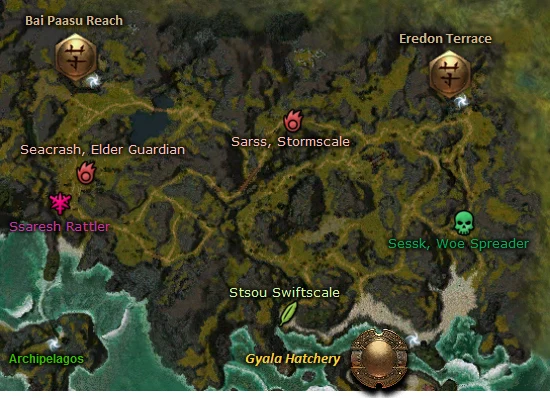 Bai Paasu Reach
Eredon Terrace
Sarss, Stormscale
Seacrash, Elder Guardian
Ssaresh Rattler
Sessk, Woe Spreader
Stsou Swiftscale
Archipelagos
Gyala Hatchery